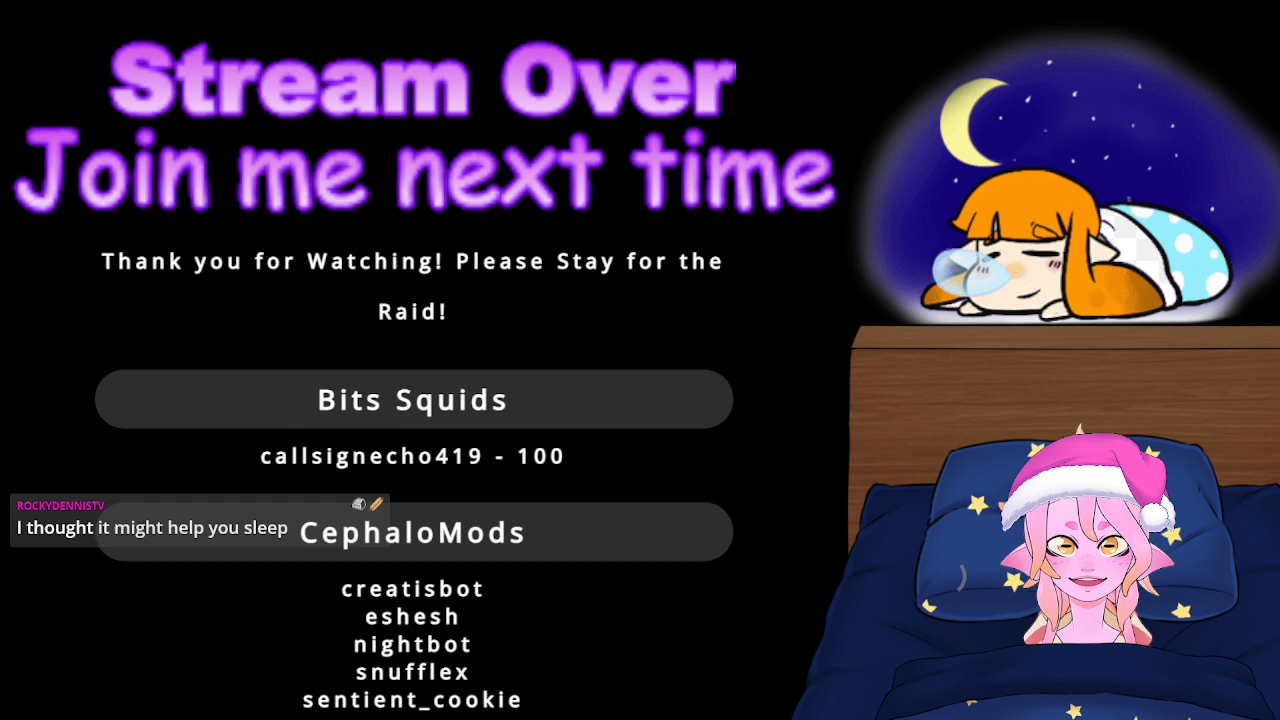 Stream Over
Join me next time
Thank you for Watching! Please Stay for the
Raid!
Bits Squids
callsignecho419 - 100
ROCKYDENNISTV
I thought it might help you sleep
CephaloMods
creatisbot
eshesh
nightbot
snufflex
sentient_cookie